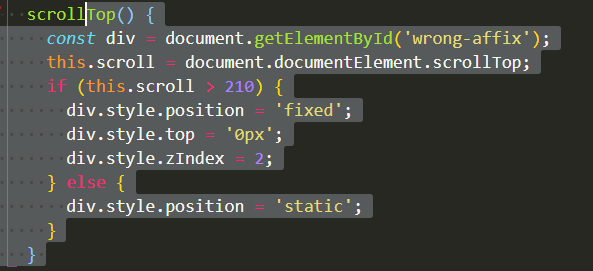 scrollTop() {
const div = document.getElementById('wrong-affix');
this.scroll = document.documentElement.scrollTop;
if (this.scroll > 210) {
div.style.position = 'fixed';
div.style.top = '0px';
div.style.zIndex = 2;
} else {
div.style.position = 'static';
}
}